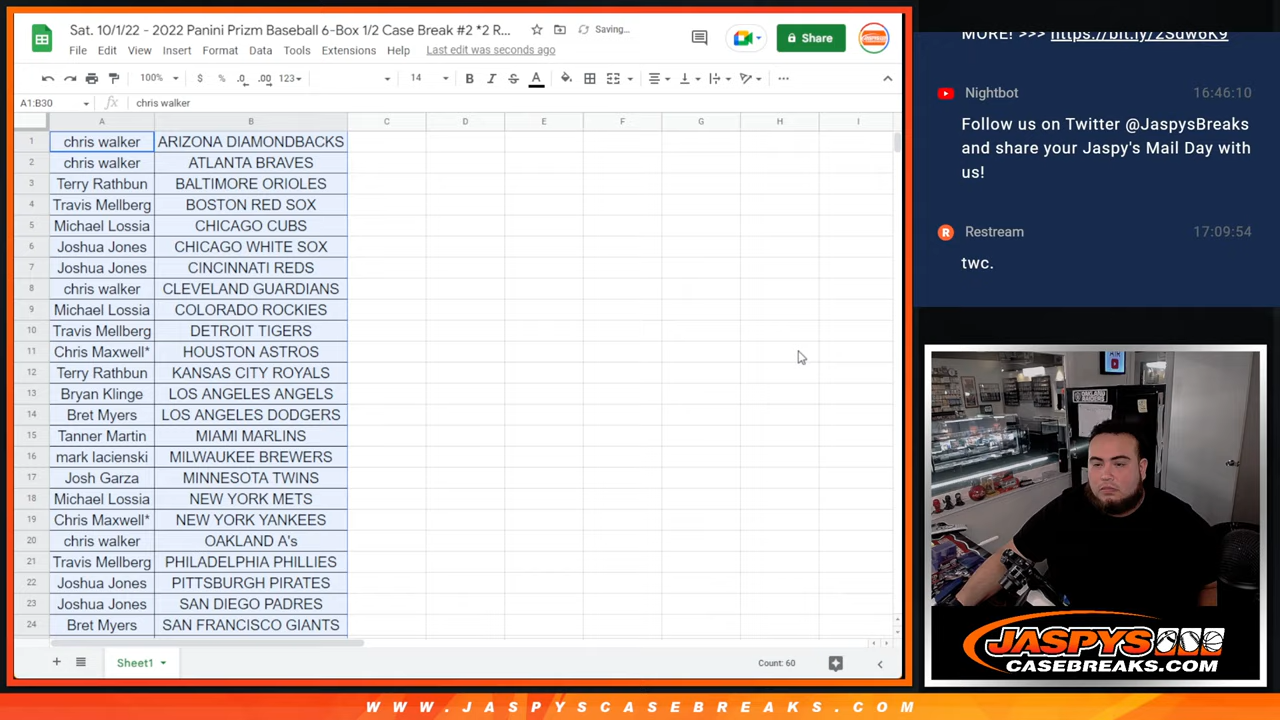 Sat. 10/1/22 - 2022 Panini Prizm Baseball 6-Box 1/2 Case Break #2 *2 R...
Saving...
File Edit View Insert Format Data Tools Extensions Help Last edit was seconds ago
Share
100% $ % .0 .00 123 14 B I S A
A1:B30 fx chris walker
A B C D E F G H I
1 chris walker ARIZONA DIAMONDBACKS
2 chris walker ATLANTA BRAVES
3 Terry Rathbun BALTIMORE ORIOLES
4 Travis Mellberg BOSTON RED SOX
5 Michael Lossia CHICAGO CUBS
6 Joshua Jones CHICAGO WHITE SOX
7 Joshua Jones CINCINNATI REDS
8 chris walker CLEVELAND GUARDIANS
9 Michael Lossia COLORADO ROCKIES
10 Travis Mellberg DETROIT TIGERS
11 Chris Maxwell* HOUSTON ASTROS
12 Terry Rathbun KANSAS CITY ROYALS
13 Bryan Klinge LOS ANGELES ANGELS
14 Bret Myers LOS ANGELES DODGERS
15 Tanner Martin MIAMI MARLINS
16 mark lacienski MILWAUKEE BREWERS
17 Josh Garza MINNESOTA TWINS
18 Michael Lossia NEW YORK METS
19 Chris Maxwell* NEW YORK YANKEES
20 chris walker OAKLAND A's
21 Travis Mellberg PHILADELPHIA PHILLIES
22 Joshua Jones PITTSBURGH PIRATES
23 Joshua Jones SAN DIEGO PADRES
24 Bret Myers SAN FRANCISCO GIANTS
Sheet1
Count: 60
MORE! >>> https://bit.ly/2Sdw6K9
Nightbot 16:46:10
Follow us on Twitter @JaspysBreaks
and share your Jaspy's Mail Day with
us!
Restream 17:09:54
twc.
JASPYS
CASEBREAKS.COM
WWW.JASPYSCASEBREAKS.COM